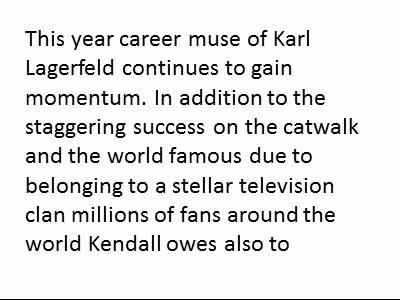 This year career muse of Karl
Lagerfeld continues to gain
momentum. In addition to the
staggering success on the catwalk
and the world famous due to
belonging to a stellar television
clan millions of fans around the
world Kendall owes also to